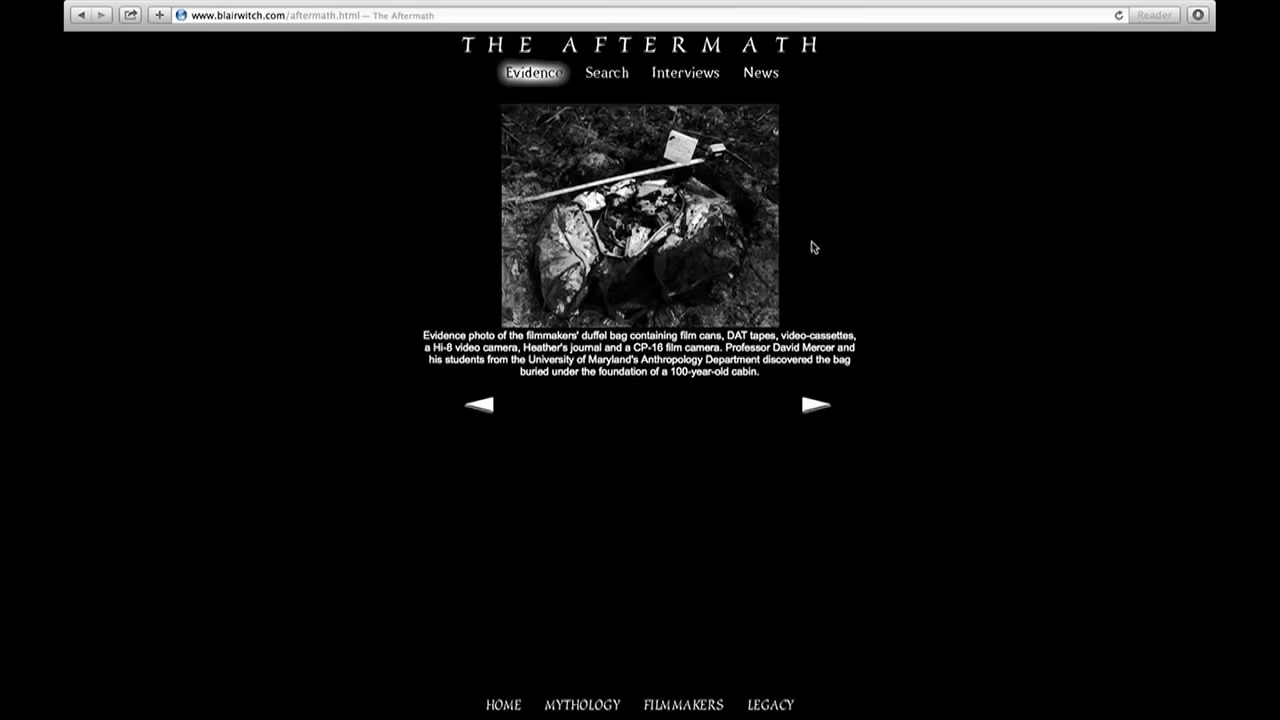 www.blairwitch.com/aftermath.html — The Aftermath
Reader
THE AFTERMATH
Evidence Search Interviews News
Evidence photo of the filmmakers' duffel bag containing film cans, DAT tapes, video-cassettes,
a Hi-8 video camera, Heather's journal and a CP-16 film camera. Professor David Mercer and
his students from the University of Maryland's Anthropology Department discovered the bag
buried under the foundation of a 100-year-old cabin.
HOME MYTHOLOGY FILMMAKERS LEGACY